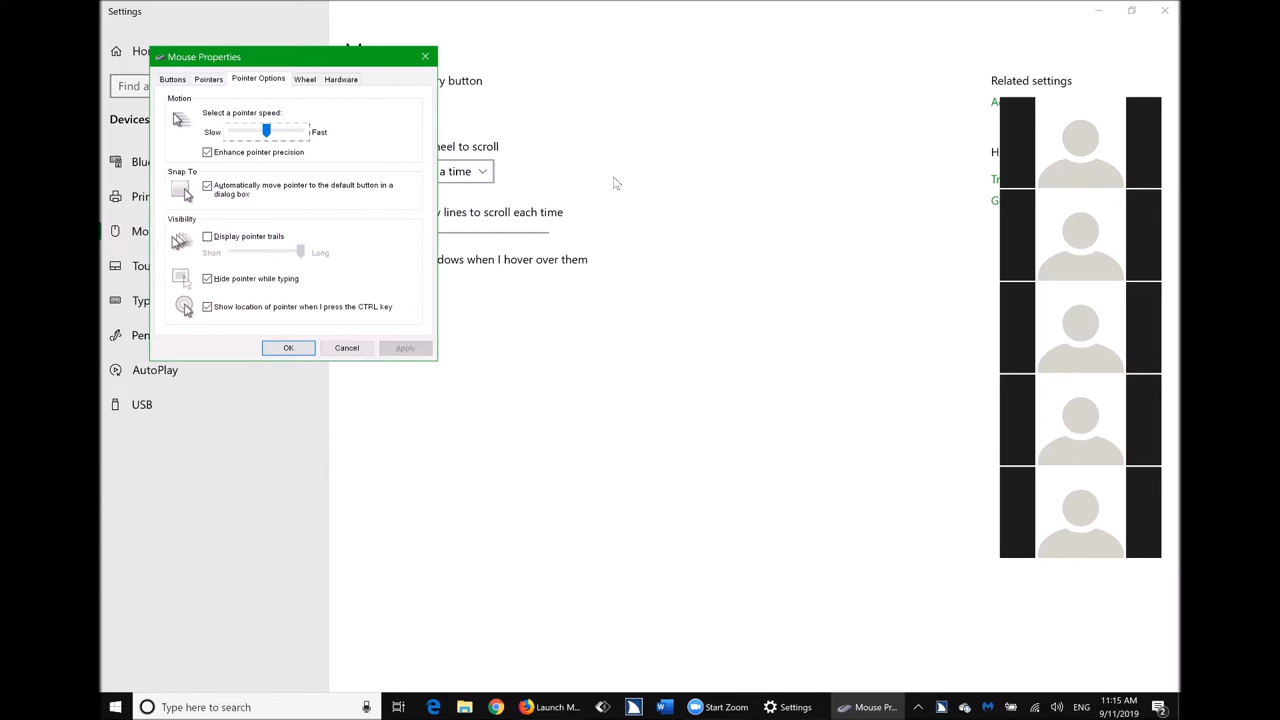 Settings
Mouse Properties
Buttons Pointers Pointer Options Wheel Hardware
Motion
Select a pointer speed:
Slow Fast
Enhance pointer precision
Snap To
Automatically move pointer to the default button in a
dialog box
Visibility
Display pointer trails
Short Long
Hide pointer while typing
Show location of pointer when I press the CTRL key
OK Cancel Apply
Find a
Devices
AutoPlay
USB
y button
to scroll
a time
lines to scroll each time
when I hover over them
Related settings
Type here to search
Launch M...
Start Zoom
Settings
Mouse Pr...
ENG
11:15 AM
9/11/2019
2